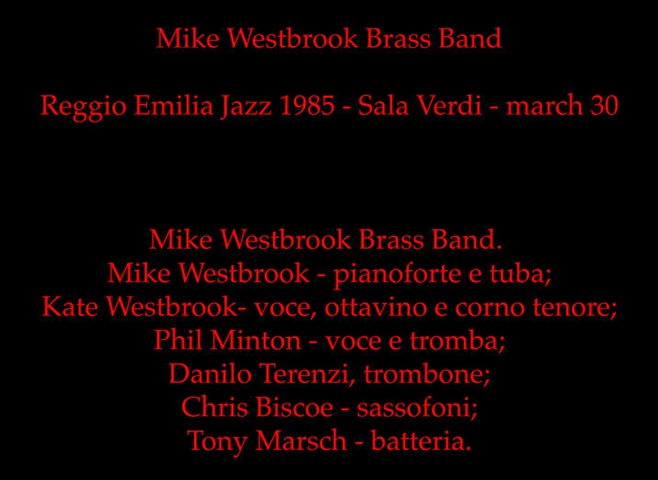 Mike Westbrook Brass Band
Reggio Emilia Jazz 1985 - Sala Verdi - march 30
Mike Westbrook Brass Band.
Mike Westbrook - pianoforte e tuba;
Kate Westbrook- voce, ottavino e corno tenore;
Phil Minton - voce e tromba;
Danilo Terenzi, trombone;
Chris Biscoe - sassofoni;
Tony Marsch - batteria.